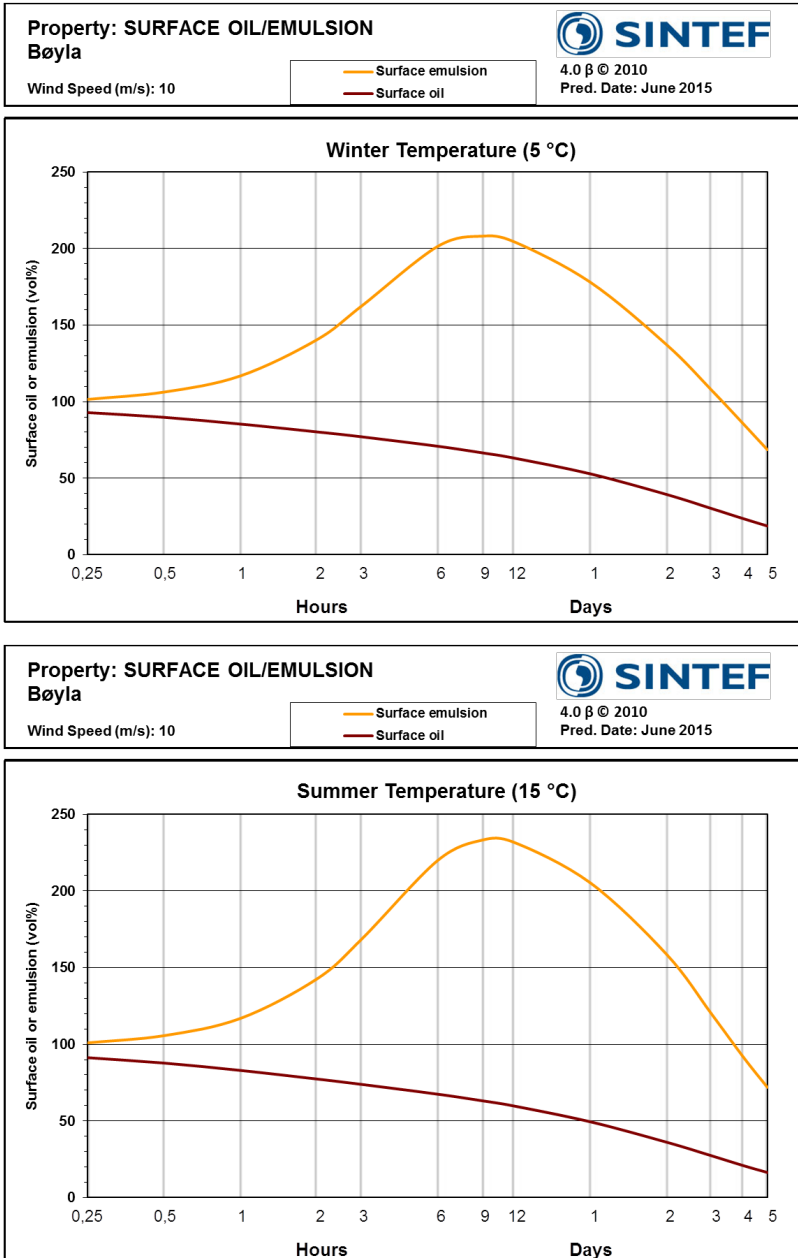 Property: SURFACE OIL/EMULSION
Bøyla
Wind Speed (m/s): 10
Surface emulsion
Surface oil
SINTEF
4.0 β © 2010
Pred. Date: June 2015
Winter Temperature (5 °C)
Surface oil or emulsion (vol%)
250
200
150
100
50
0
0,25 0,5 1 2 3 6 9 12 1 2 3 4 5
Hours Days
Property: SURFACE OIL/EMULSION
Bøyla
Wind Speed (m/s): 10
Surface emulsion
Surface oil
SINTEF
4.0 β © 2010
Pred. Date: June 2015
Summer Temperature (15 °C)
Surface oil or emulsion (vol%)
250
200
150
100
50
0
0,25 0,5 1 2 3 6 9 12 1 2 3 4 5
Hours Days